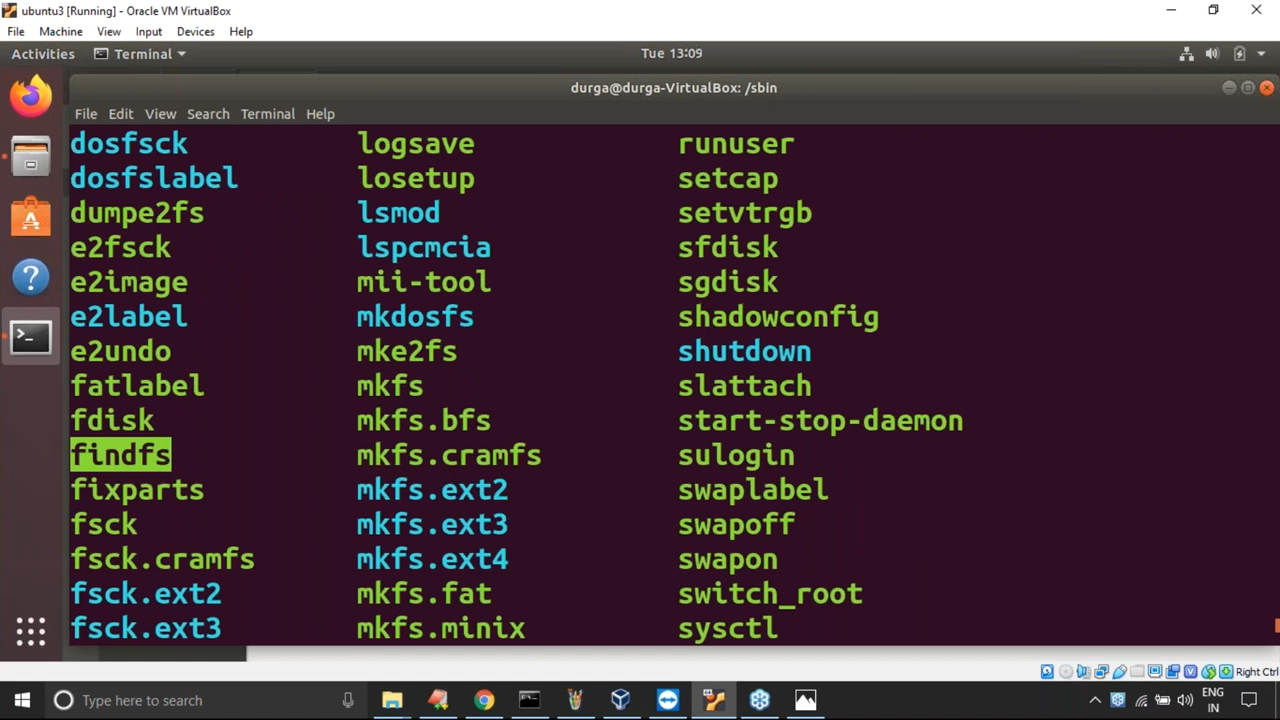 ubuntu3 [Running] - Oracle VM VirtualBox
File Machine View Input Devices Help
Activities Terminal Tue 13:09
durga@durga-VirtualBox: /sbin
File Edit View Search Terminal Help
dosfsck logsave runuser
dosfslabel losetup setcap
dumpe2fs lsmod setvtrgb
e2fsck lspcmcia sfdisk
e2image mii-tool sgdisk
e2label mkdosfs shadowconfig
e2undo mke2fs shutdown
fatlabel mkfs slattach
fdisk mkfs.bfs start-stop-daemon
findfs mkfs.cramfs sulogin
fixparts mkfs.ext2 swaplabel
fsck mkfs.ext3 swapoff
fsck.cramfs mkfs.ext4 swapon
fsck.ext2 mkfs.fat switch_root
fsck.ext3 mkfs.minix sysctl
Right Ctrl
Type here to search
ENG
IN